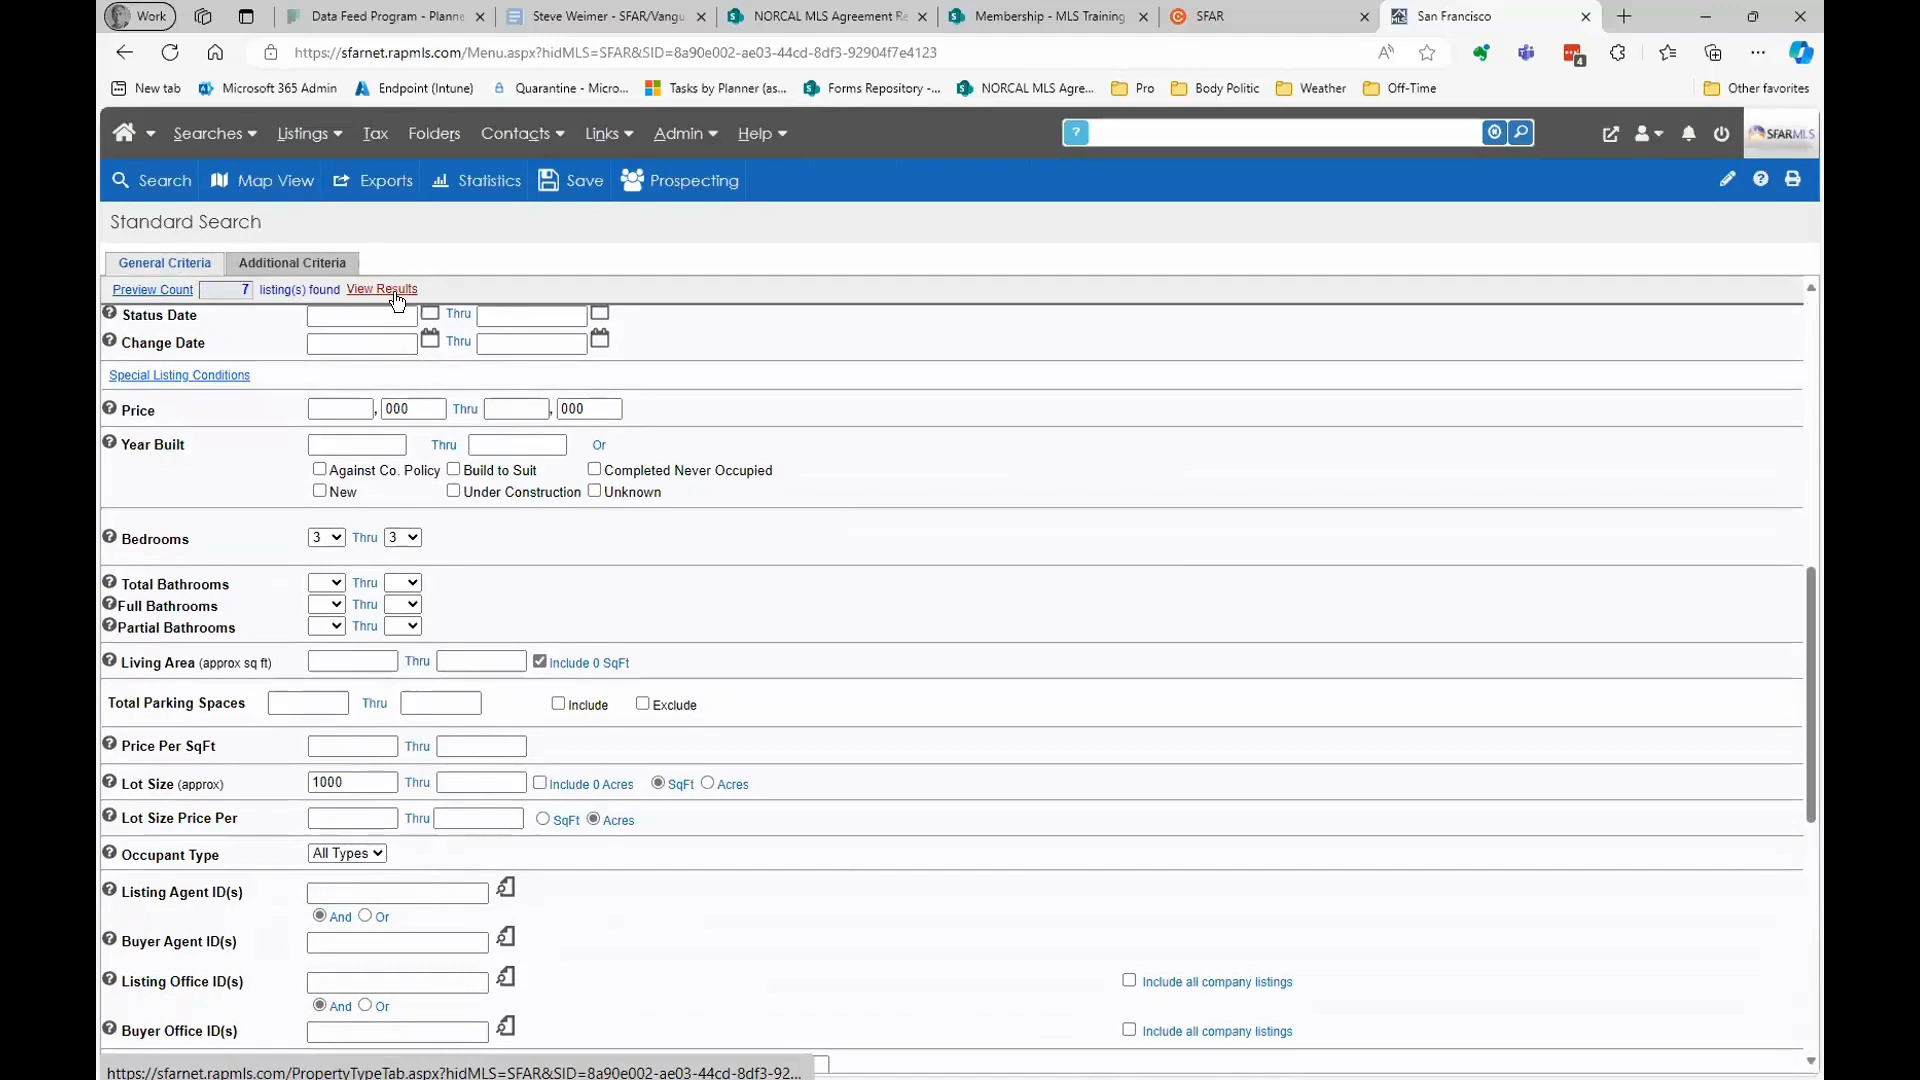 Work Data Feed Program - Planne Steve Weimer - SFAR/Vangu NORCAL MLS Agreement Re Membership - MLS Training SFAR San Francisco
https://sfarnet.rapmls.com/Menu.aspx?hidMLS=SFAR&SID=8a90e002-ae03-44cd-8df3-92904f7e4123 4
New tab Microsoft 365 Admin Endpoint (Intune) Quarantine - Micro... Tasks by Planner (as... Forms Repository -... NORCAL MLS Agre... Pro Body Politic Weather Off-Time Other favorites
Searches Listings Tax Folders Contacts Links Admin Help ? SFARMLS
Search Map View Exports Statistics Save Prospecting
Standard Search
General Criteria Additional Criteria
Preview Count 7 listing(s) found View Results
Status Date Thru
Change Date Thru
Special Listing Conditions
Price , 000 Thru , 000
Year Built Thru Or
Against Co. Policy Build to Suit Completed Never Occupied
New Under Construction Unknown
Bedrooms 3 Thru 3
Total Bathrooms Thru
Full Bathrooms Thru
Partial Bathrooms Thru
Living Area (approx sq ft) Thru Include 0 SqFt
Total Parking Spaces Thru Include Exclude
Price Per SqFt Thru
Lot Size (approx) 1000 Thru Include 0 Acres SqFt Acres
Lot Size Price Per Thru SqFt Acres
Occupant Type All Types
Listing Agent ID(s)
And Or
Buyer Agent ID(s)
Listing Office ID(s) Include all company listings
And Or
Buyer Office ID(s) Include all company listings
https://sfarnet.rapmls.com/PropertyTypeTab.aspx?hidMLS=SFAR&SID=8a90e002-ae03-44cd-8df3-92...